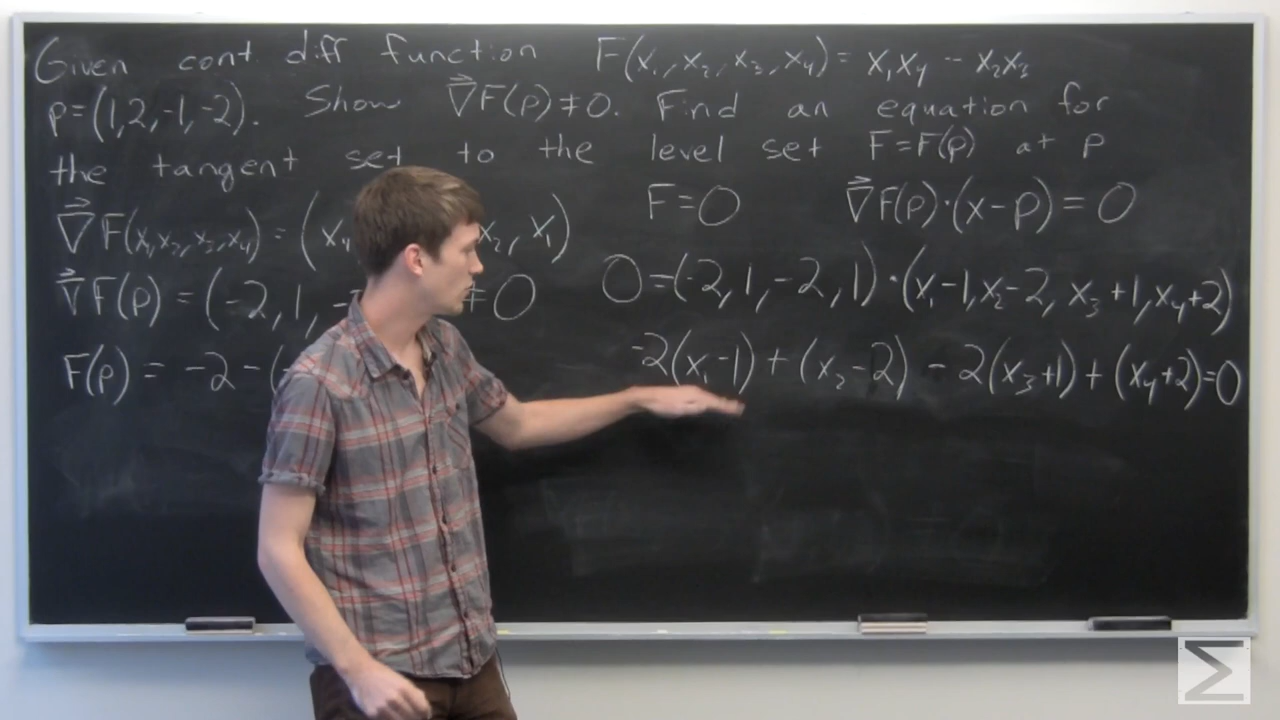 Given cont diff function F(x₁, x₂, x₃, x₄) = x₁x₄ - x₂x₃
p=(1,2,-1,-2). Show ∇⃗F(p)≠0. Find an equation for
the tangent set to the level set F=F(p) at p
F=0 ∇⃗F(p)·(x-p)=0
∇⃗F(x₁,x₂,x₃,x₄) = (x₄ x₂, x₁)
∇⃗F(p) = (-2, 1, - ≠0
0=(-2,1,-2,1)·(x₁-1,x₂-2, x₃+1,x₄+2)
F(p) = -2-(
-2(x₁-1)+(x₂-2) -2(x₃+1)+(x₄+2)=0
Σ